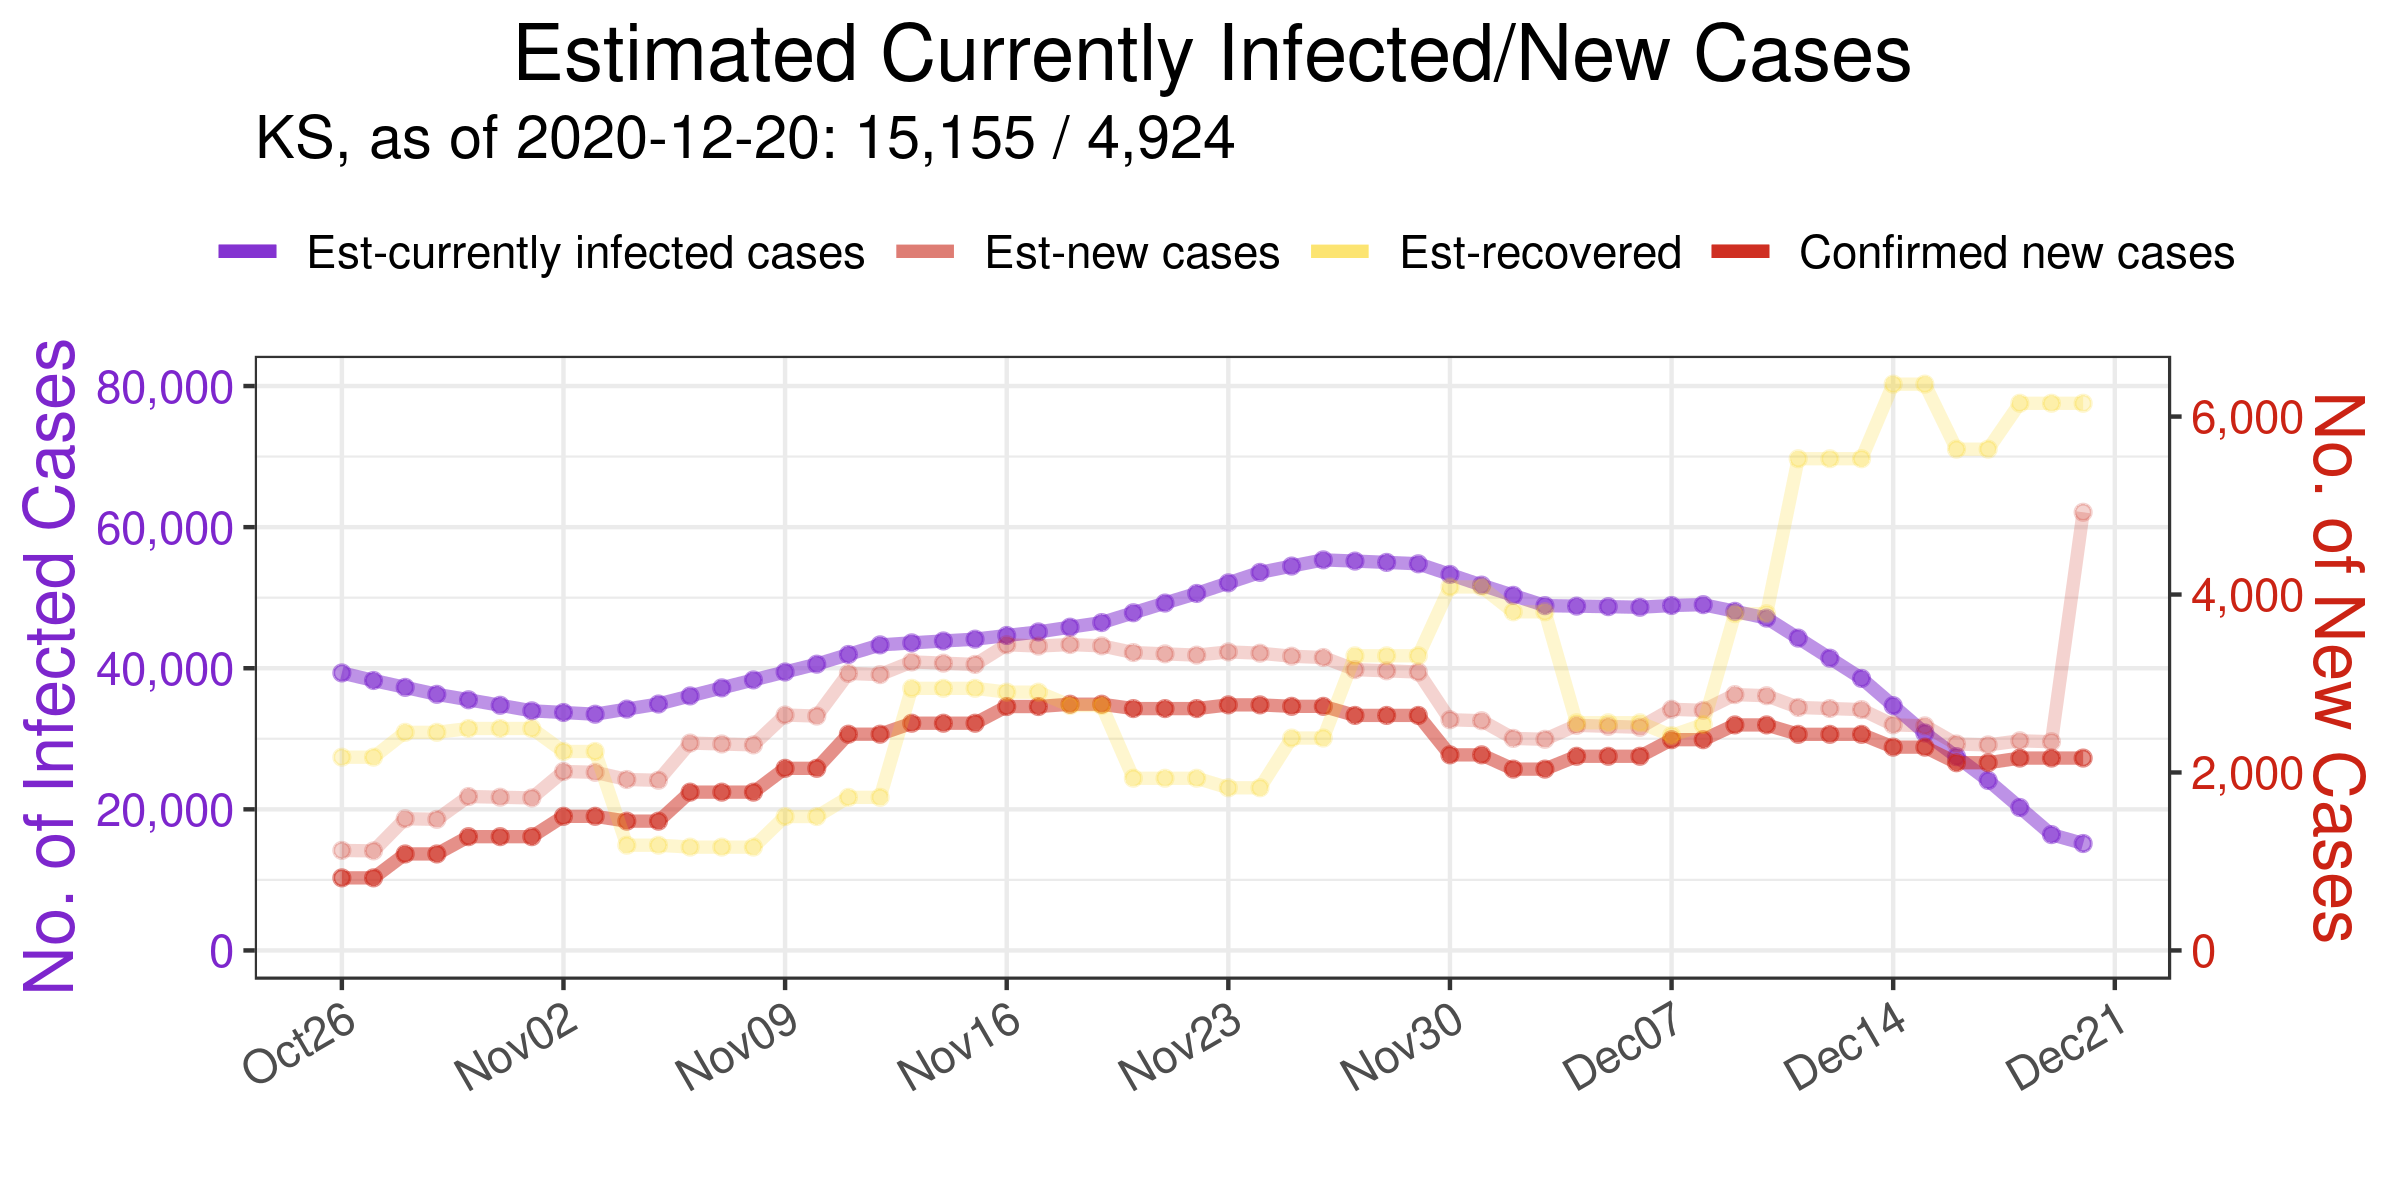 Estimated Currently Infected/New Cases
KS, as of 2020-12-20: 15,155 / 4,924
Est-currently infected cases Est-new cases Est-recovered Confirmed new cases
No. of Infected Cases
80,000
60,000
40,000
20,000
0
6,000
4,000
2,000
0
No. of New Cases
Oct26 Nov02 Nov09 Nov16 Nov23 Nov30 Dec07 Dec14 Dec21